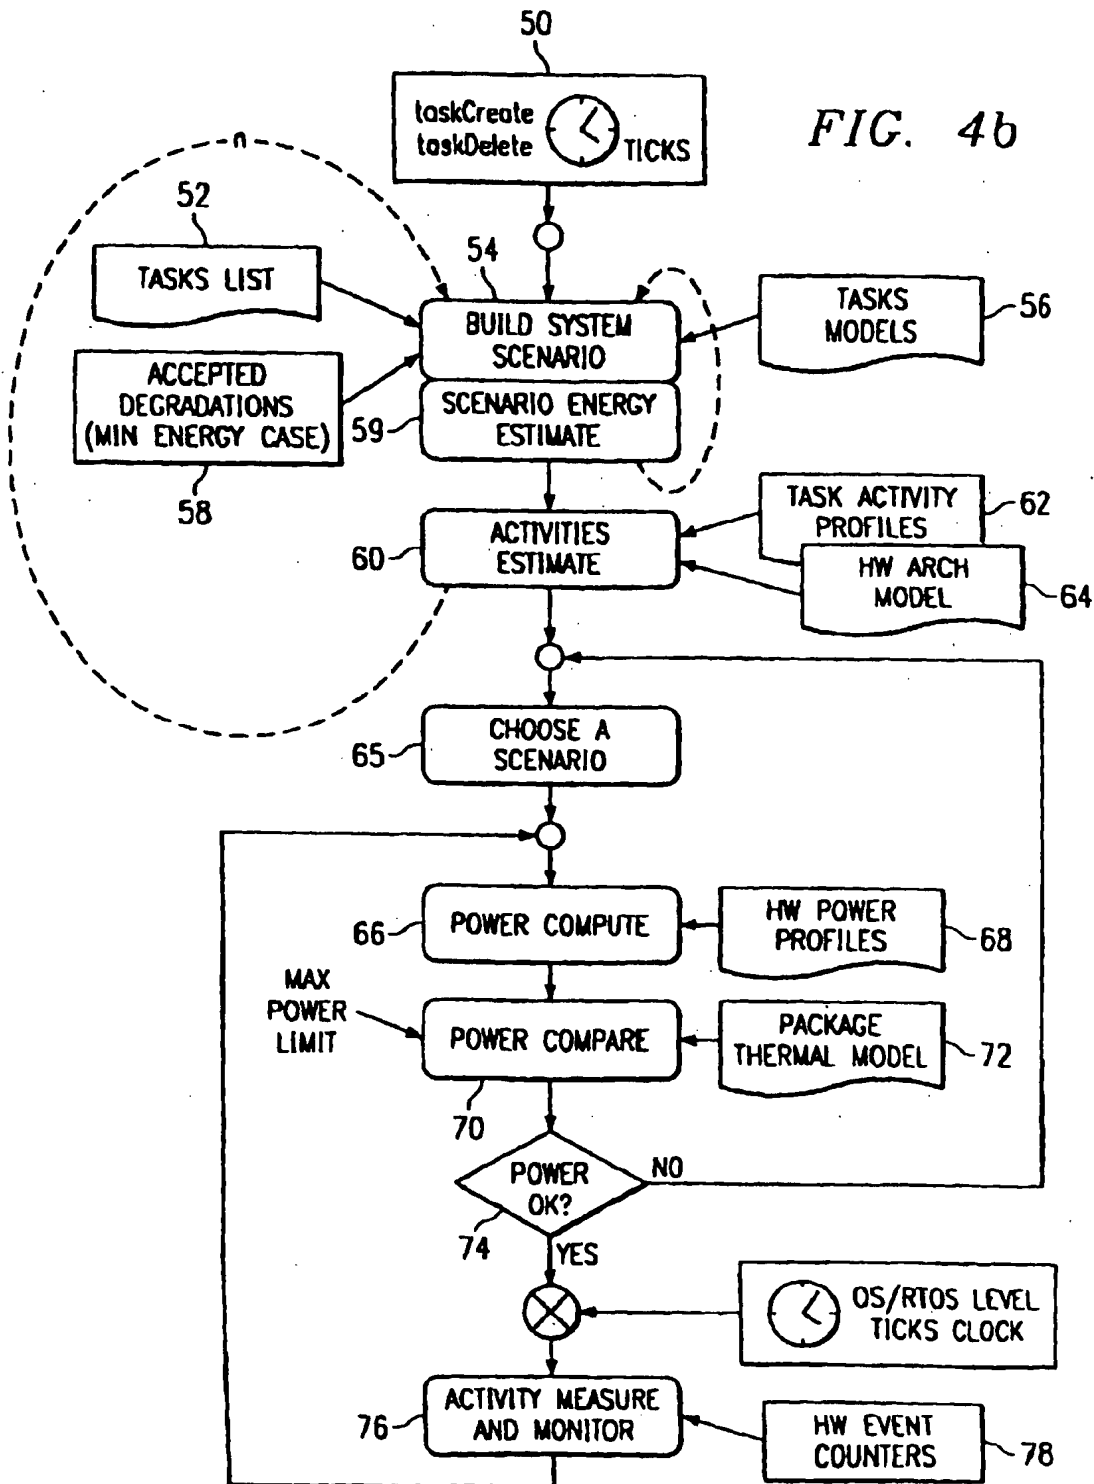 50
taskCreate
taskDelete
TICKS
FIG. 4b
n
52
TASKS LIST
54
BUILD SYSTEM
SCENARIO
TASKS
MODELS
56
ACCEPTED
DEGRADATIONS
(MIN ENERGY CASE)
58
59
SCENARIO ENERGY
ESTIMATE
60
ACTIVITIES
ESTIMATE
TASK ACTIVITY
PROFILES
62
HW ARCH
MODEL
64
65
CHOOSE A
SCENARIO
66
POWER COMPUTE
HW POWER
PROFILES
68
MAX
POWER
LIMIT
POWER COMPARE
70
PACKAGE
THERMAL MODEL
72
POWER
OK?
NO
74
YES
OS/RTOS LEVEL
TICKS CLOCK
76
ACTIVITY MEASURE
AND MONITOR
HW EVENT
COUNTERS
78